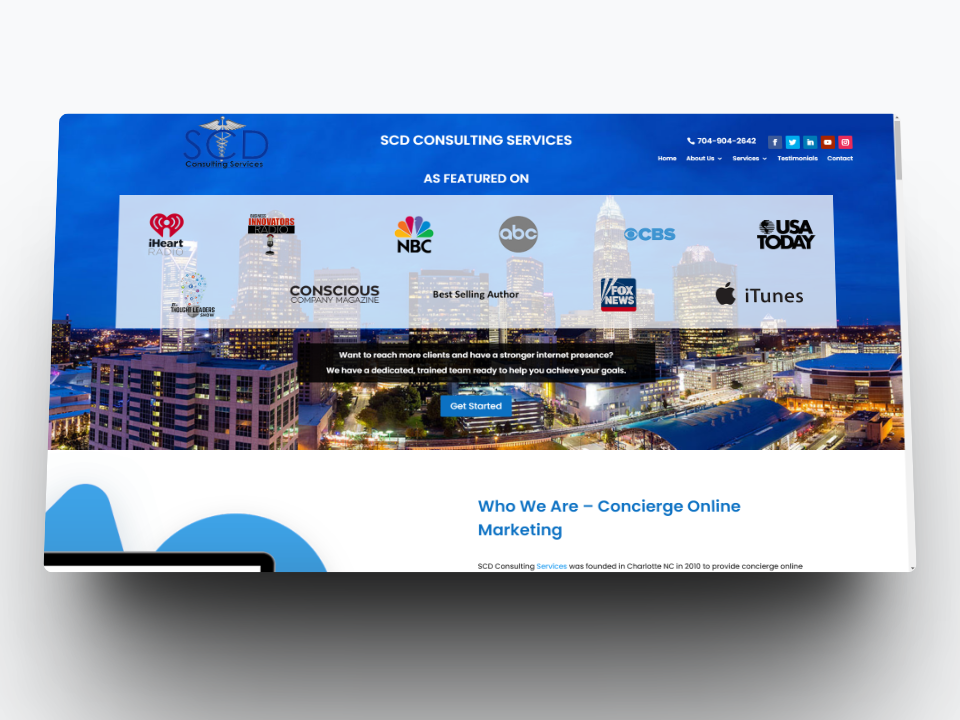 SCD
Consulting Services
SCD CONSULTING SERVICES
704-904-2642
Home About Us Services Testimonials Contact
AS FEATURED ON
iHeart
RADIO
BUSINESS
INNOVATORS
RADIO
NBC
abc
CBS
USA
TODAY
THOUGHT LEADERS
SHOW
CONSCIOUS
COMPANY MAGAZINE
Best Selling Author
FOX
NEWS
iTunes
Want to reach more clients and have a stronger internet presence?
We have a dedicated, trained team ready to help you achieve your goals.
Get Started
Who We Are – Concierge Online
Marketing
SCD Consulting Services was founded in Charlotte NC in 2010 to provide concierge online